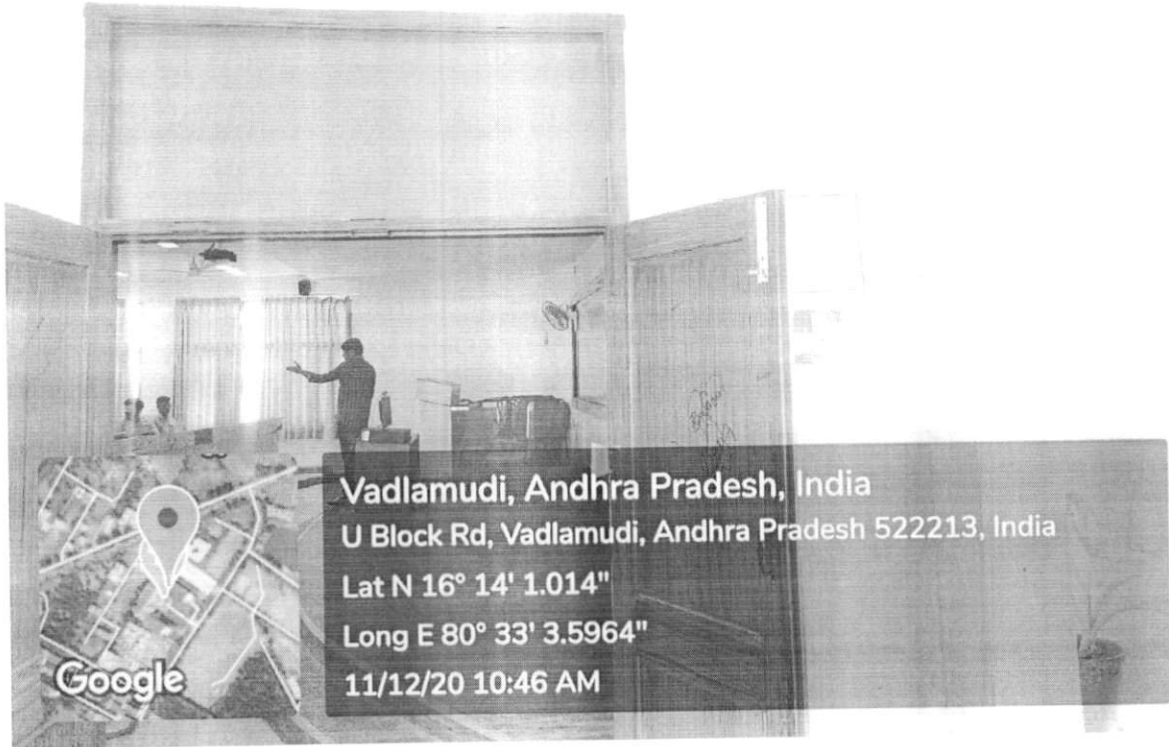 Vadlamudi, Andhra Pradesh, India
U Block Rd, Vadlamudi, Andhra Pradesh 522213, India
Lat N 16° 14' 1.014"
Long E 80° 33' 3.5964"
11/12/20 10:46 AM
Google